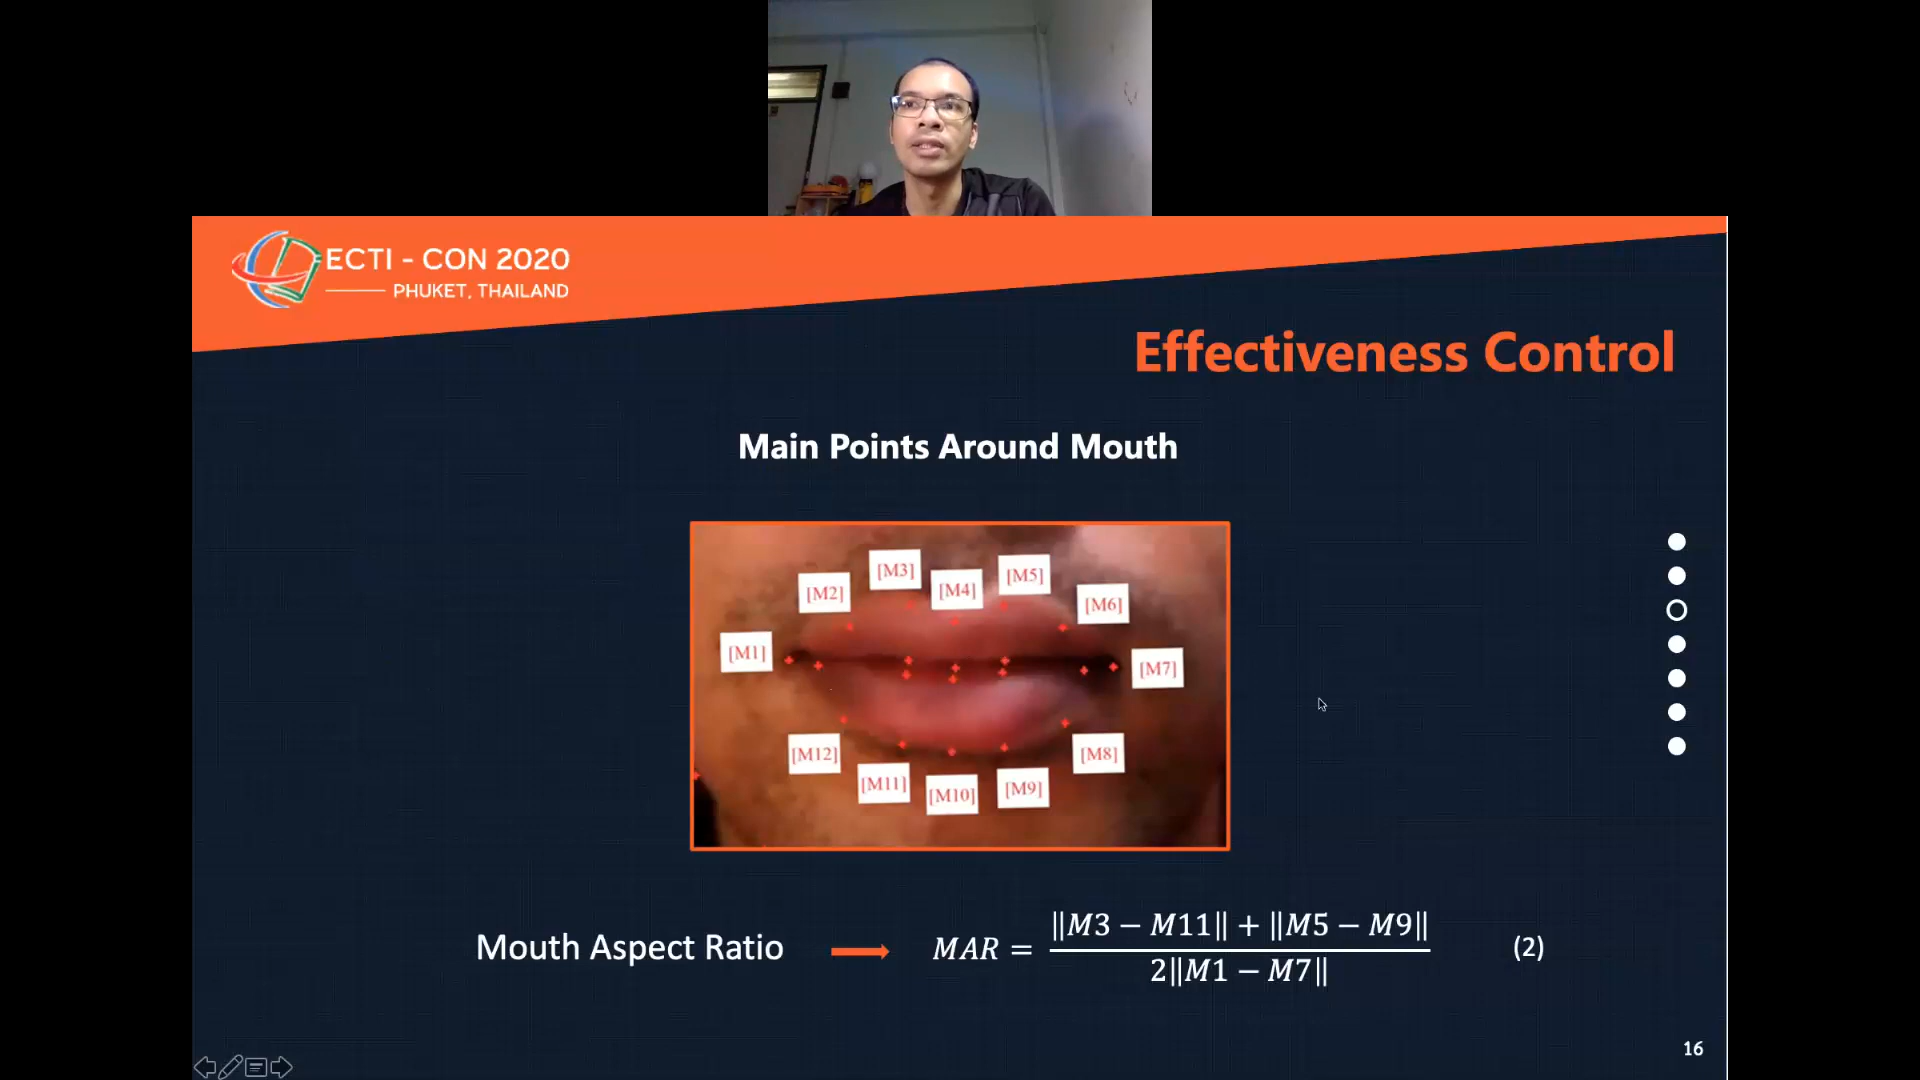 ECTI - CON 2020
PHUKET, THAILAND
Effectiveness Control
Main Points Around Mouth
[M1]
[M2]
[M3]
[M4]
[M5]
[M6]
[M7]
[M8]
[M9]
[M10]
[M11]
[M12]
Mouth Aspect Ratio MAR = (‖M3 − M11‖ + ‖M5 − M9‖) / 2‖M1 − M7‖ (2)
16